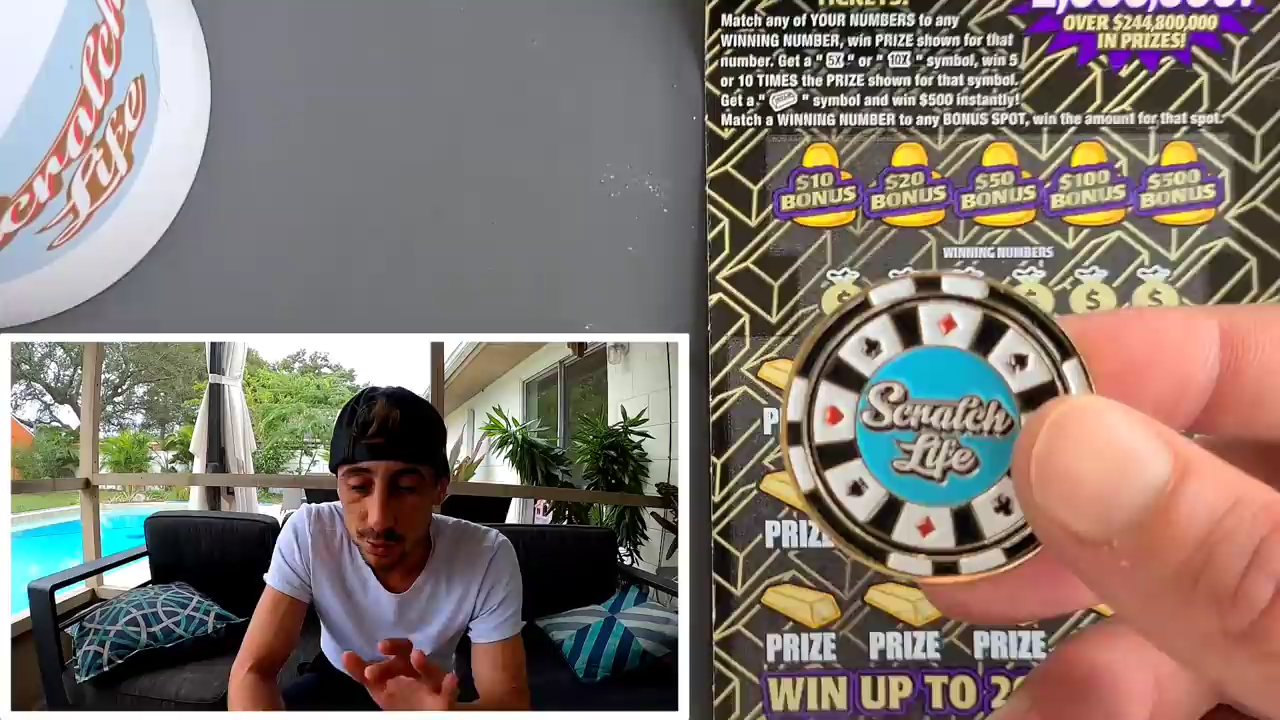 Scratch
Life
TICKETS!
Match any of YOUR NUMBERS to any
WINNING NUMBER, win PRIZE shown for that
number. Get a " 5X " or " 10X " symbol, win 5
or 10 TIMES the PRIZE shown for that symbol.
Get a " " symbol and win $500 instantly!
Match a WINNING NUMBER to any BONUS SPOT, win the amount for that spot.
OVER $244,800,000
IN PRIZES!
$10 BONUS
$20 BONUS
$50 BONUS
$100 BONUS
$500 BONUS
WINNING NUMBERS
$ $ $ $
Scratch
Life
PRIZE
PRIZE PRIZE PRIZE
WIN UP TO